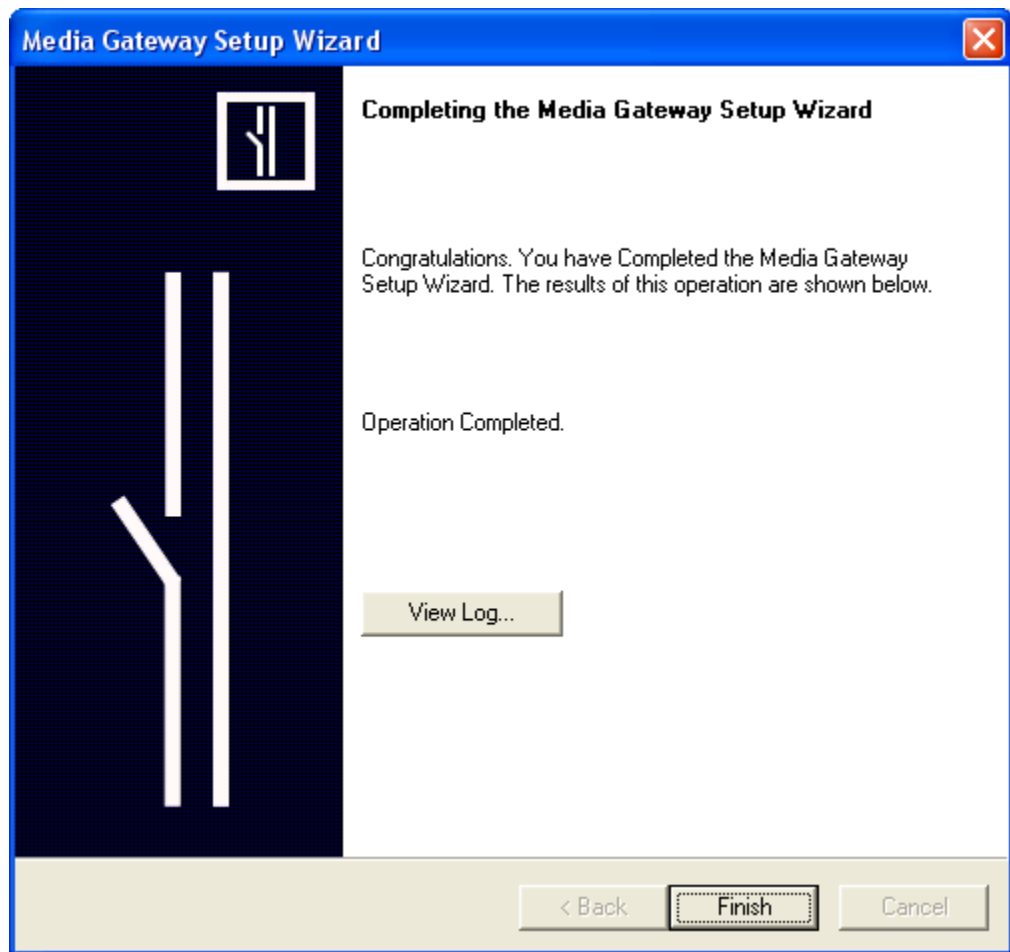 Media Gateway Setup Wizard
Completing the Media Gateway Setup Wizard
Congratulations. You have Completed the Media Gateway
Setup Wizard. The results of this operation are shown below.
Operation Completed.
View Log...
< Back
Finish
Cancel